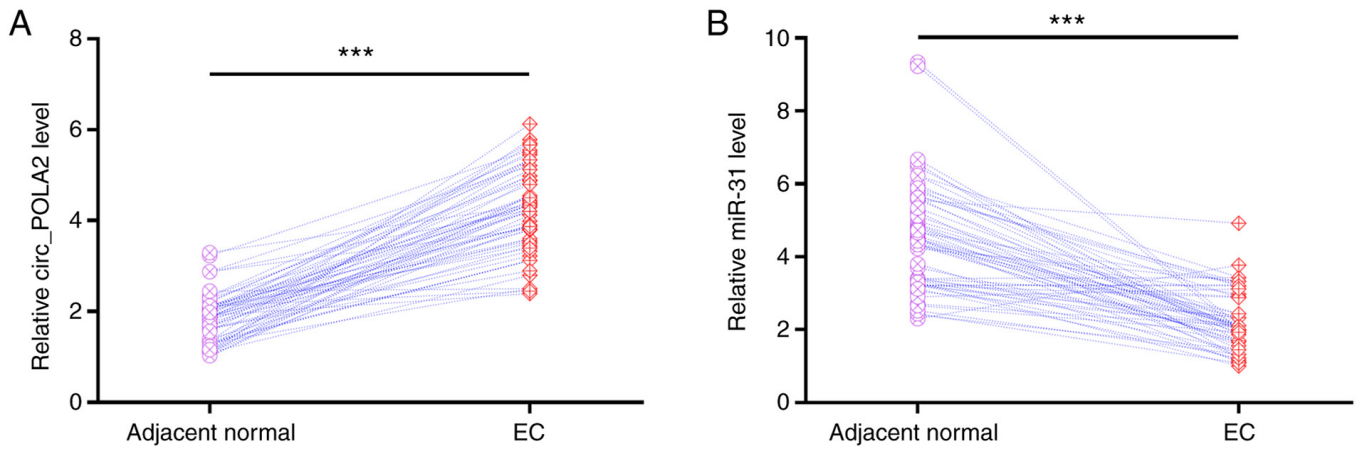 A
Relative circ_POLA2 level
8
6
4
2
0
***
Adjacent normal
EC
B
Relative miR-31 level
10
8
6
4
2
0
***
Adjacent normal
EC